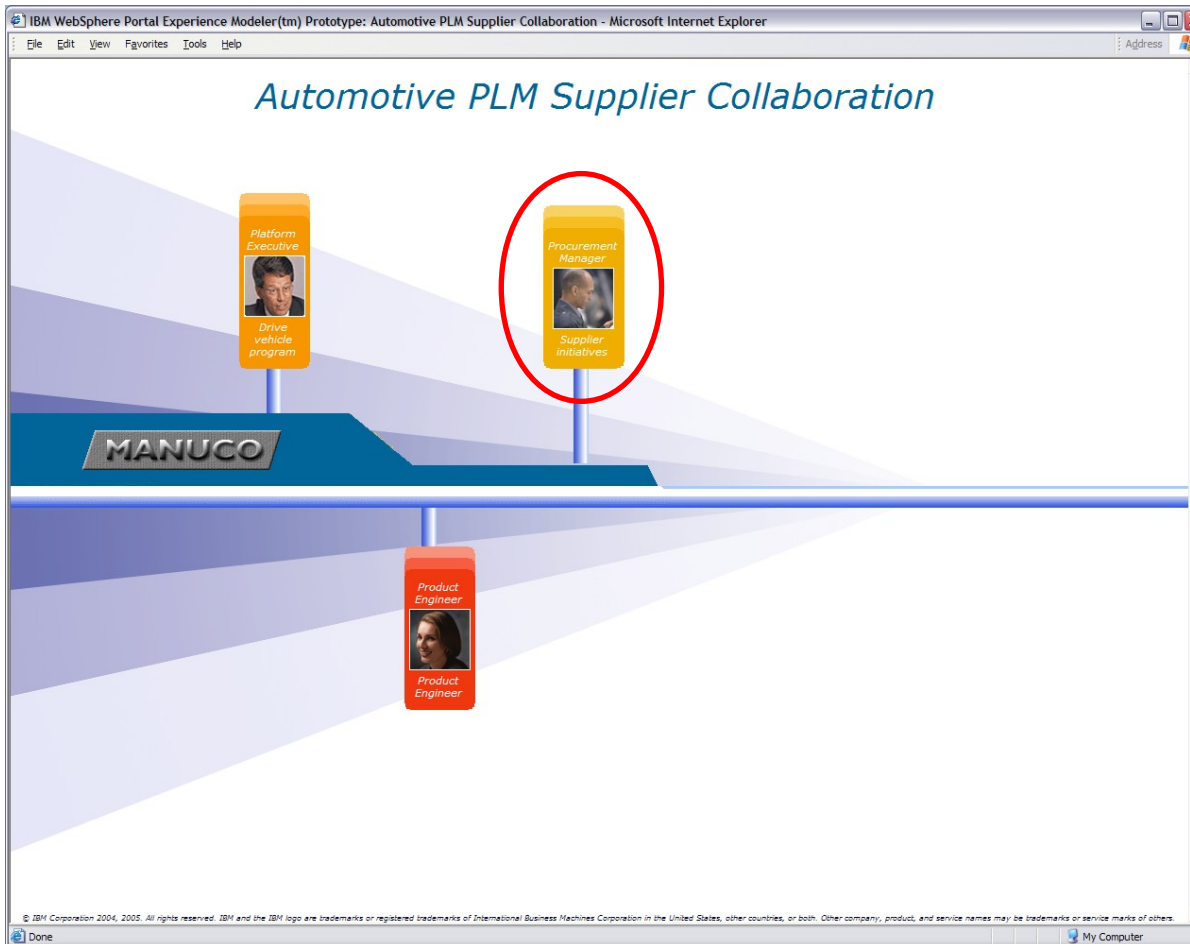 IBM WebSphere Portal Experience Modeler(tm) Prototype: Automotive PLM Supplier Collaboration - Microsoft Internet Explorer
File Edit View Favorites Tools Help
Address
Automotive PLM Supplier Collaboration
Platform
Executive
Drive
vehicle
program
Procurement
Manager
Supplier
initiatives
MANUCO
Product
Engineer
Product
Engineer
© IBM Corporation 2004, 2005. All rights reserved. IBM and the IBM logo are trademarks or registered trademarks of International Business Machines Corporation in the United States, other countries, or both. Other company, product, and service names may be trademarks or service marks of others.
Done
My Computer